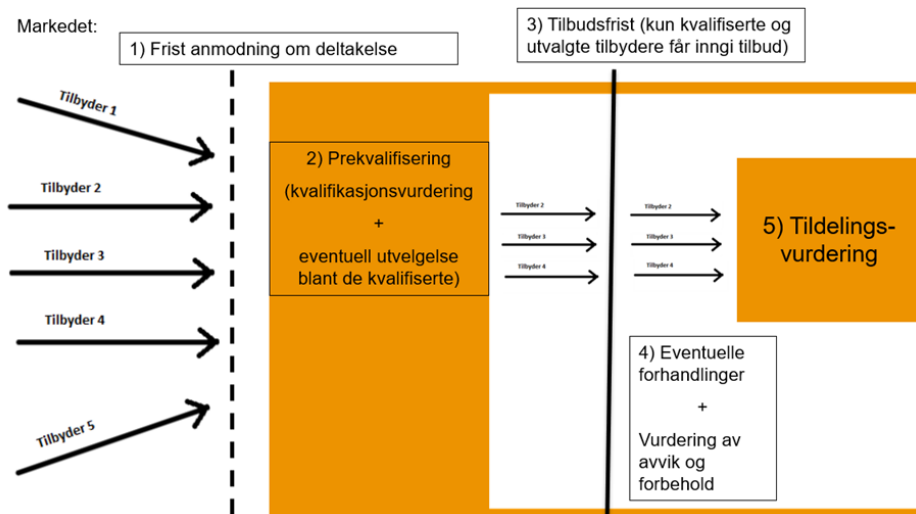 Markedet:
1) Frist anmodning om deltakelse
3) Tilbudsfrist (kun kvalifiserte og
utvalgte tilbydere får inngi tilbud)
Tilbyder 1
Tilbyder 2
Tilbyder 3
Tilbyder 4
Tilbyder 5
2) Prekvalifisering
(kvalifikasjonsvurdering
+
eventuell utvelgelse
blant de kvalifiserte)
Tilbyder 2
Tilbyder 3
Tilbyder 4
Tilbyder 2
Tilbyder 3
Tilbyder 4
4) Eventuelle
forhandlinger
+
Vurdering av
avvik og
forbehold
5) Tildelings-
vurdering